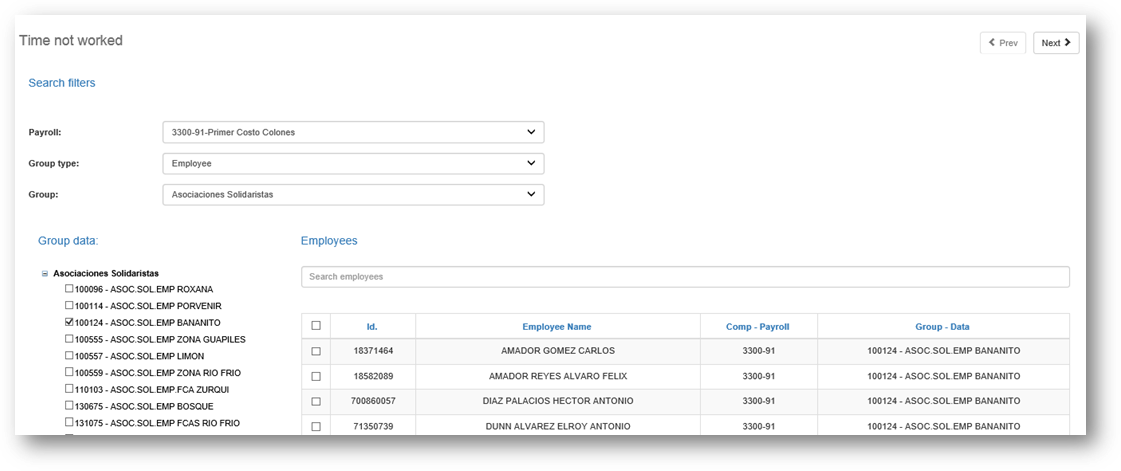 Time not worked
Prev
Next
Search filters
Payroll:
3300-91-Primer Costo Colones
Group type:
Employee
Group:
Asociaciones Solidaristas
Group data:
Asociaciones Solidaristas
100096 - ASOC.SOL.EMP ROXANA
100114 - ASOC.SOL.EMP PORVENIR
100124 - ASOC.SOL.EMP BANANITO
100555 - ASOC.SOL.EMP ZONA GUAPILES
100557 - ASOC.SOL.EMP LIMON
100559 - ASOC.SOL.EMP ZONA RIO FRIO
110103 - ASOC.SOL.EMP.FCA ZURQUI
130675 - ASOC.SOL.EMP BOSQUE
131075 - ASOC.SOL.EMP FCAS RIO FRIO
Employees
Search employees
Id. Employee Name Comp - Payroll Group - Data
18371464 AMADOR GOMEZ CARLOS 3300-91 100124 - ASOC.SOL.EMP BANANITO
18582089 AMADOR REYES ALVARO FELIX 3300-91 100124 - ASOC.SOL.EMP BANANITO
700860057 DIAZ PALACIOS HECTOR ANTONIO 3300-91 100124 - ASOC.SOL.EMP BANANITO
71350739 DUNN ALVAREZ ELROY ANTONIO 3300-91 100124 - ASOC.SOL.EMP BANANITO